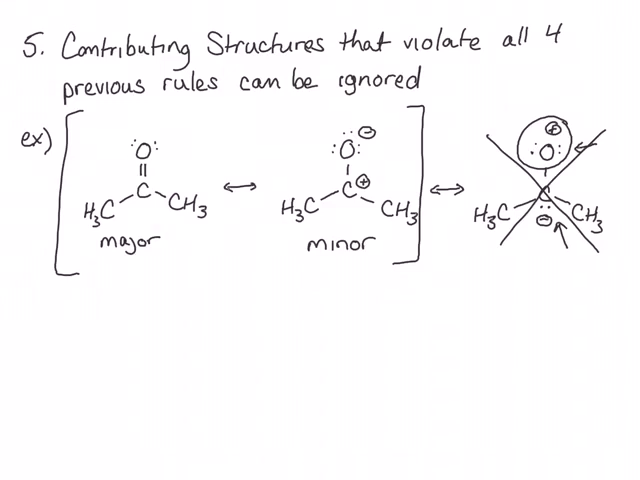 5. Contributing Structures that violate all 4
previous rules can be ignored
ex)
:O:
||
C
H₃C CH₃
major
↔
:O: ⊖
|
C ⊕
H₃C CH₃
minor
↔
⊕
:O:
|
C
H₃C CH₃
⊖